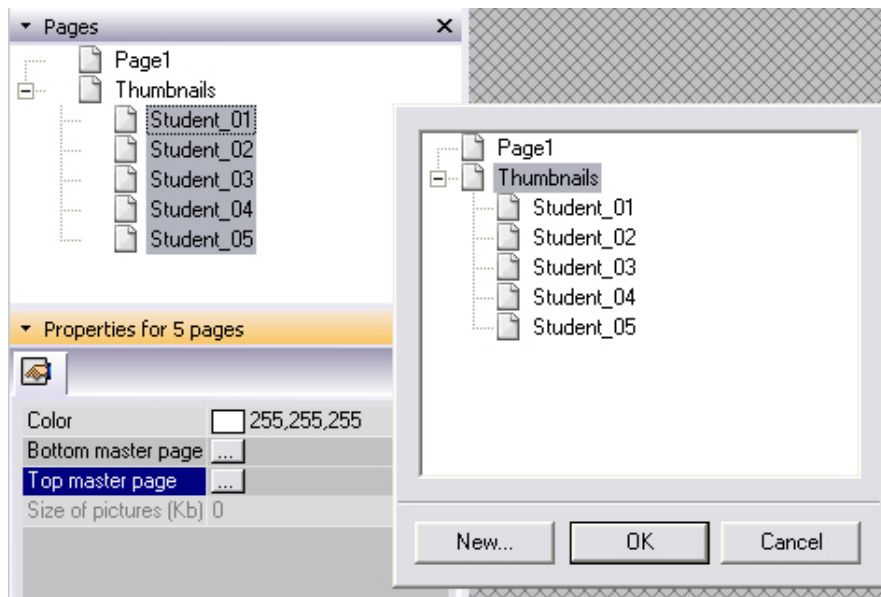 Pages
Page1
Thumbnails
Student_01
Student_02
Student_03
Student_04
Student_05
Properties for 5 pages
Color 255,255,255
Bottom master page ...
Top master page ...
Size of pictures (Kb) 0
Page1
Thumbnails
Student_01
Student_02
Student_03
Student_04
Student_05
New... OK Cancel